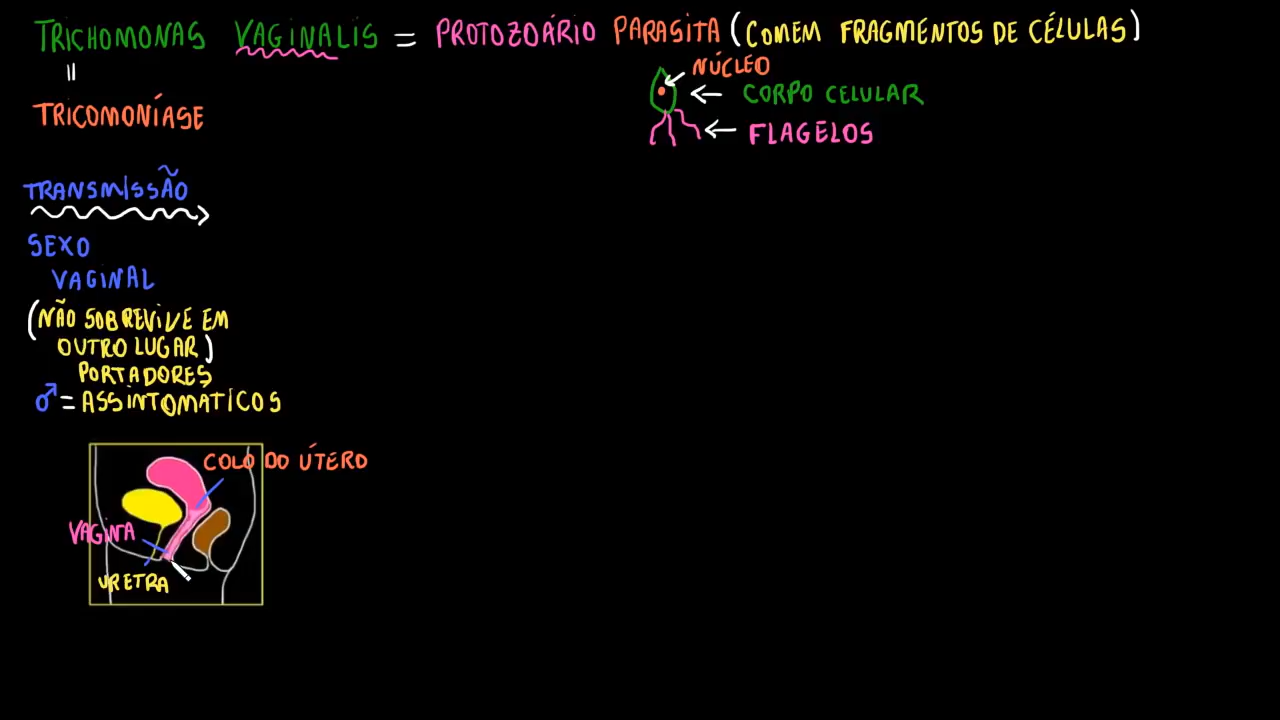 TRICHOMONAS VAGINALIS = PROTOZOÁRIO PARASITA (COMEM FRAGMENTOS DE CÉLULAS)
=
TRICOMONÍASE
NÚCLEO
CORPO CELULAR
FLAGELOS
TRANSMISSÃO
SEXO
VAGINAL
(NÃO SOBREVIVE EM
OUTRO LUGAR)
PORTADORES
♂ = ASSINTOMÁTICOS
COLO DO ÚTERO
VAGINA
URETRA